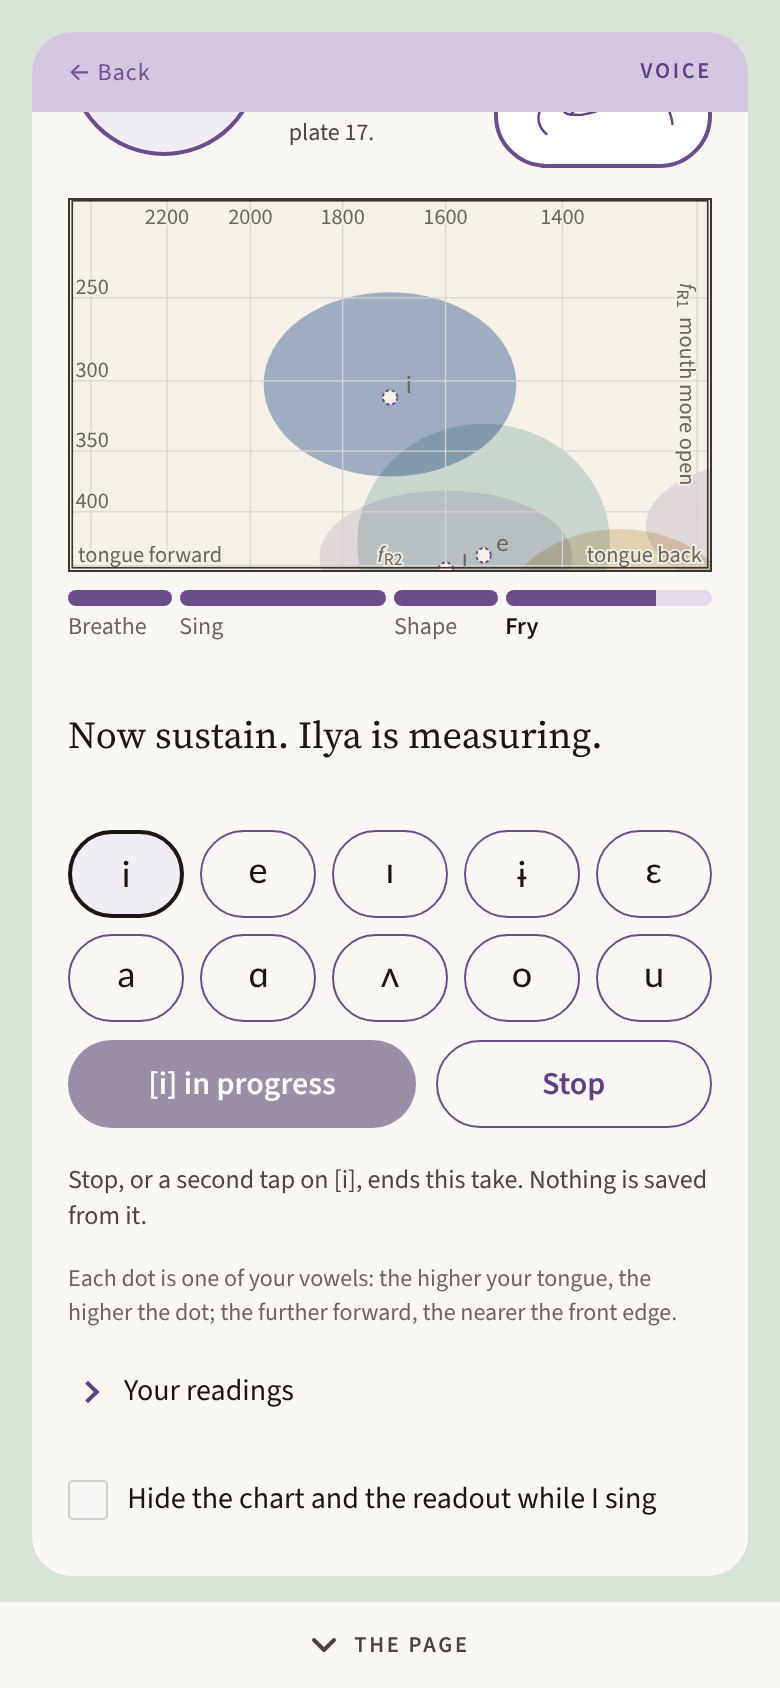 ← Back
VOICE
plate 17.
2200 2000 1800 1600 1400
250
300
350
400
fR1 mouth more open
i
e
ɪ
tongue forward
fR2
tongue back
Breathe Sing Shape Fry
Now sustain. Ilya is measuring.
i e ɪ ɨ ɛ
a ɑ ʌ o u
[i] in progress
Stop
Stop, or a second tap on [i], ends this take. Nothing is saved
from it.
Each dot is one of your vowels: the higher your tongue, the
higher the dot; the further forward, the nearer the front edge.
Your readings
Hide the chart and the readout while I sing
THE PAGE